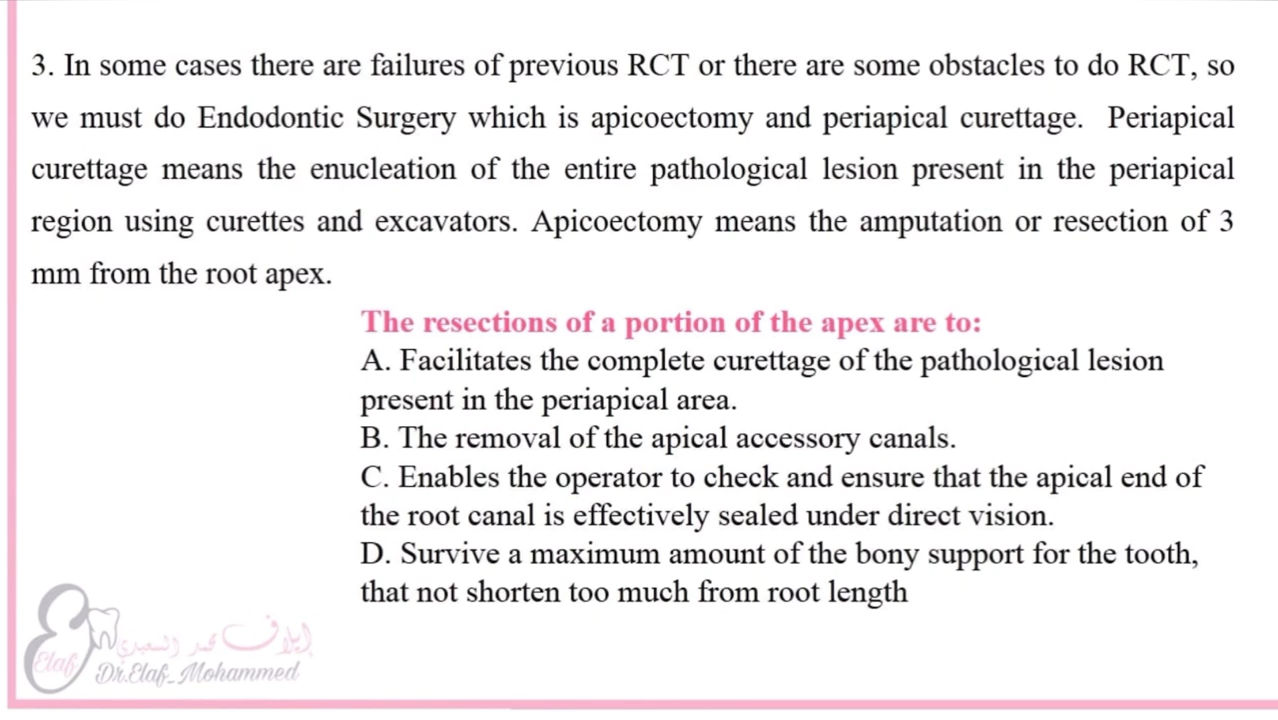 3. In some cases there are failures of previous RCT or there are some obstacles to do RCT, so
we must do Endodontic Surgery which is apicoectomy and periapical curettage. Periapical
curettage means the enucleation of the entire pathological lesion present in the periapical
region using curettes and excavators. Apicoectomy means the amputation or resection of 3
mm from the root apex.
The resections of a portion of the apex are to:
A. Facilitates the complete curettage of the pathological lesion
present in the periapical area.
B. The removal of the apical accessory canals.
C. Enables the operator to check and ensure that the apical end of
the root canal is effectively sealed under direct vision.
D. Survive a maximum amount of the bony support for the tooth,
that not shorten too much from root length
إيلاف محمد السعيدي
Elaf
Dr.Elaf_Mohammed